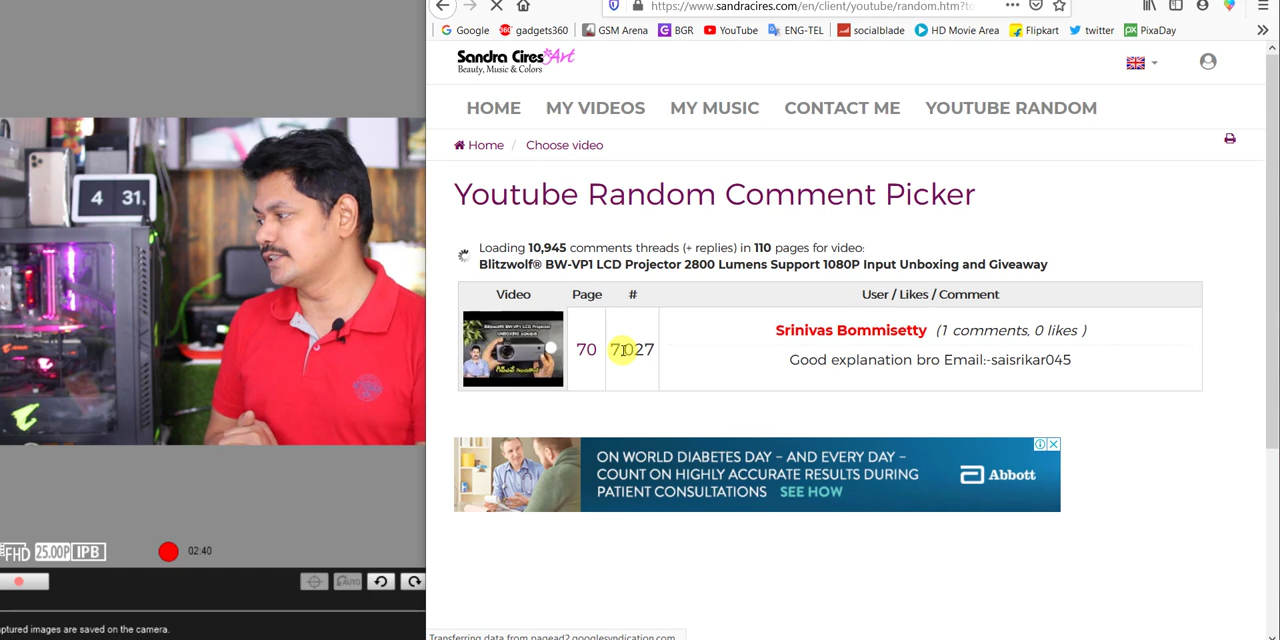 https://www.sandracires.com/en/client/youtube/random.htm?to
Google
gadgets360
GSM Arena
BGR
YouTube
ENG-TEL
socialblade
HD Movie Area
Flipkart
twitter
PixaDay
Sandra Cires Art
Beauty, Music & Colors
HOME
MY VIDEOS
MY MUSIC
CONTACT ME
YOUTUBE RANDOM
Home / Choose video
Youtube Random Comment Picker
Loading 10,945 comments threads (+ replies) in 110 pages for video:
Blitzwolf® BW-VP1 LCD Projector 2800 Lumens Support 1080P Input Unboxing and Giveaway
Video
Page
#
User / Likes / Comment
70
7027
Srinivas Bommisetty (1 comments, 0 likes )
Good explanation bro Email:-saisrikar045
ON WORLD DIABETES DAY – AND EVERY DAY –
COUNT ON HIGHLY ACCURATE RESULTS DURING
PATIENT CONSULTATIONS SEE HOW
Abbott
4 31
FHD 25.00P IPB
02:40
AUTO
ptured images are saved on the camera.
Transferring data from pagead2.googlesyndication.com